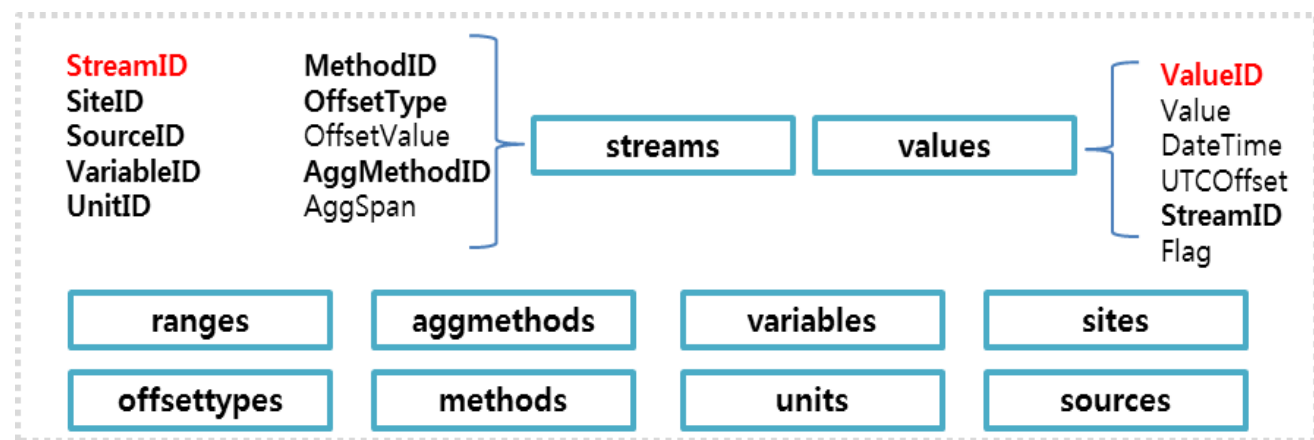 StreamID
SiteID
SourceID
VariableID
UnitID
MethodID
OffsetType
OffsetValue
AggMethodID
AggSpan
streams
values
ValueID
Value
DateTime
UTCOffset
StreamID
Flag
ranges
aggmethods
variables
sites
offsettypes
methods
units
sources